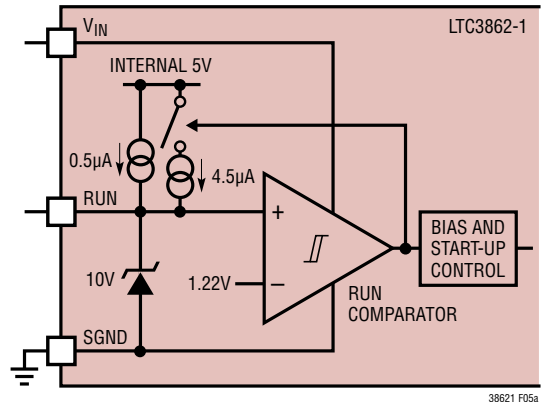 V_IN
LTC3862-1
INTERNAL 5V
0.5µA
4.5µA
RUN
+
10V
1.22V
–
BIAS AND
START-UP
CONTROL
RUN
COMPARATOR
SGND
38621 F05a